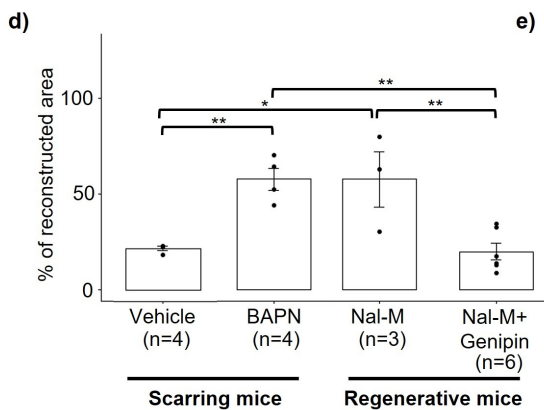 d)
e)
% of reconstructed area
100
50
0
**
*
**
**
Vehicle
(n=4)
BAPN
(n=4)
Nal-M
(n=3)
Nal-M+
Genipin
(n=6)
Scarring mice
Regenerative mice